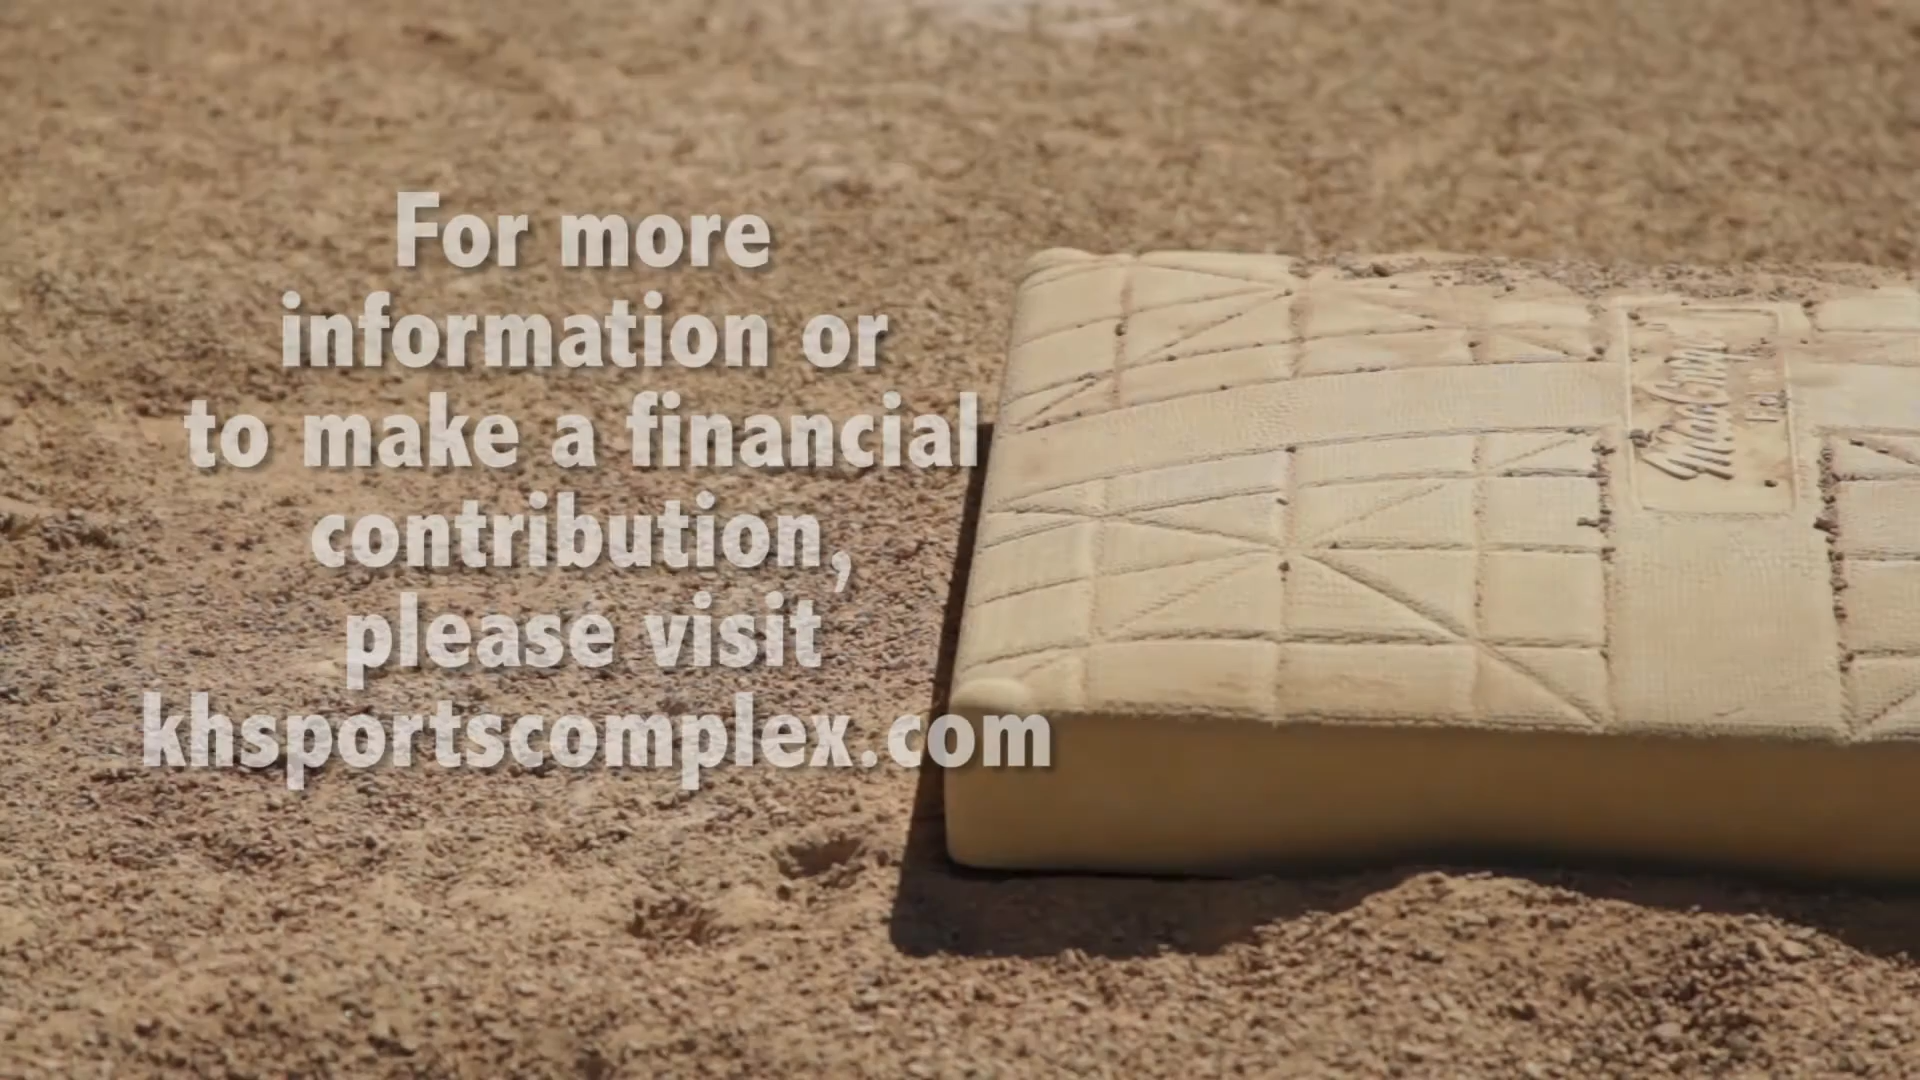 For more
information or
to make a financial
contribution,
please visit
khsportscomplex.com